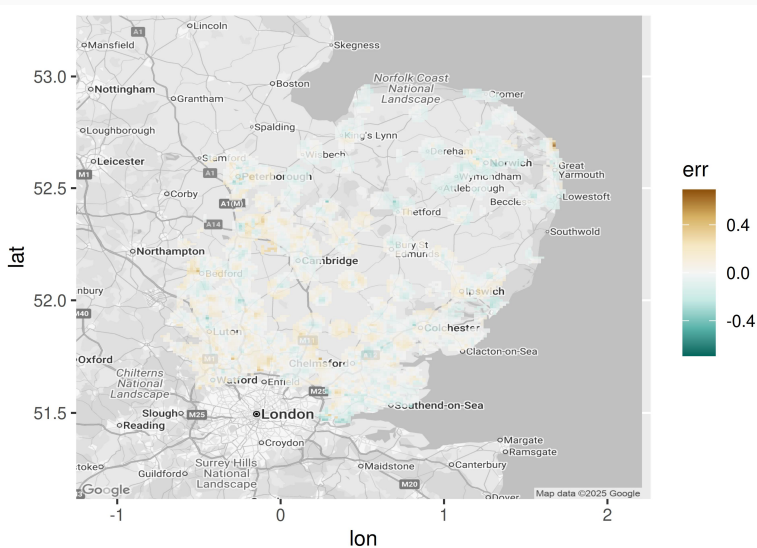 Lincoln
A1
Mansfield
Skegness
53.0
Norfolk Coast
National
Landscape
Boston
Nottingham
Grantham
Cromer
Spalding
Loughborough
King's Lynn
Stamford
Wisbech
Dereham
Leicester
Norwich
err
M1
A1
Peterborough
Wymondham
Great
Yarmouth
52.5
Corby
Attleborough
Lowestoft
A1(M)
Beccles
Thetford
0.4
A14
Southwold
lat
Northampton
Bury St
Edmunds
Cambridge
0.0
Bedford
nbury
Ipswich
52.0
M40
-0.4
Luton
Colchester
M11
Clacton-on-Sea
Oxford
M1
Chelmsford
A12
Chilterns
National
Landscape
Watford
Enfield
M25
51.5
Slough
M25
London
Southend-on-Sea
Reading
Croydon
Margate
Ramsgate
stoke
Guildford
Surrey Hills
National
Landscape
Maidstone
Canterbury
M20
Google
Map data ©2025 Google
Dover
-1
0
1
2
lon